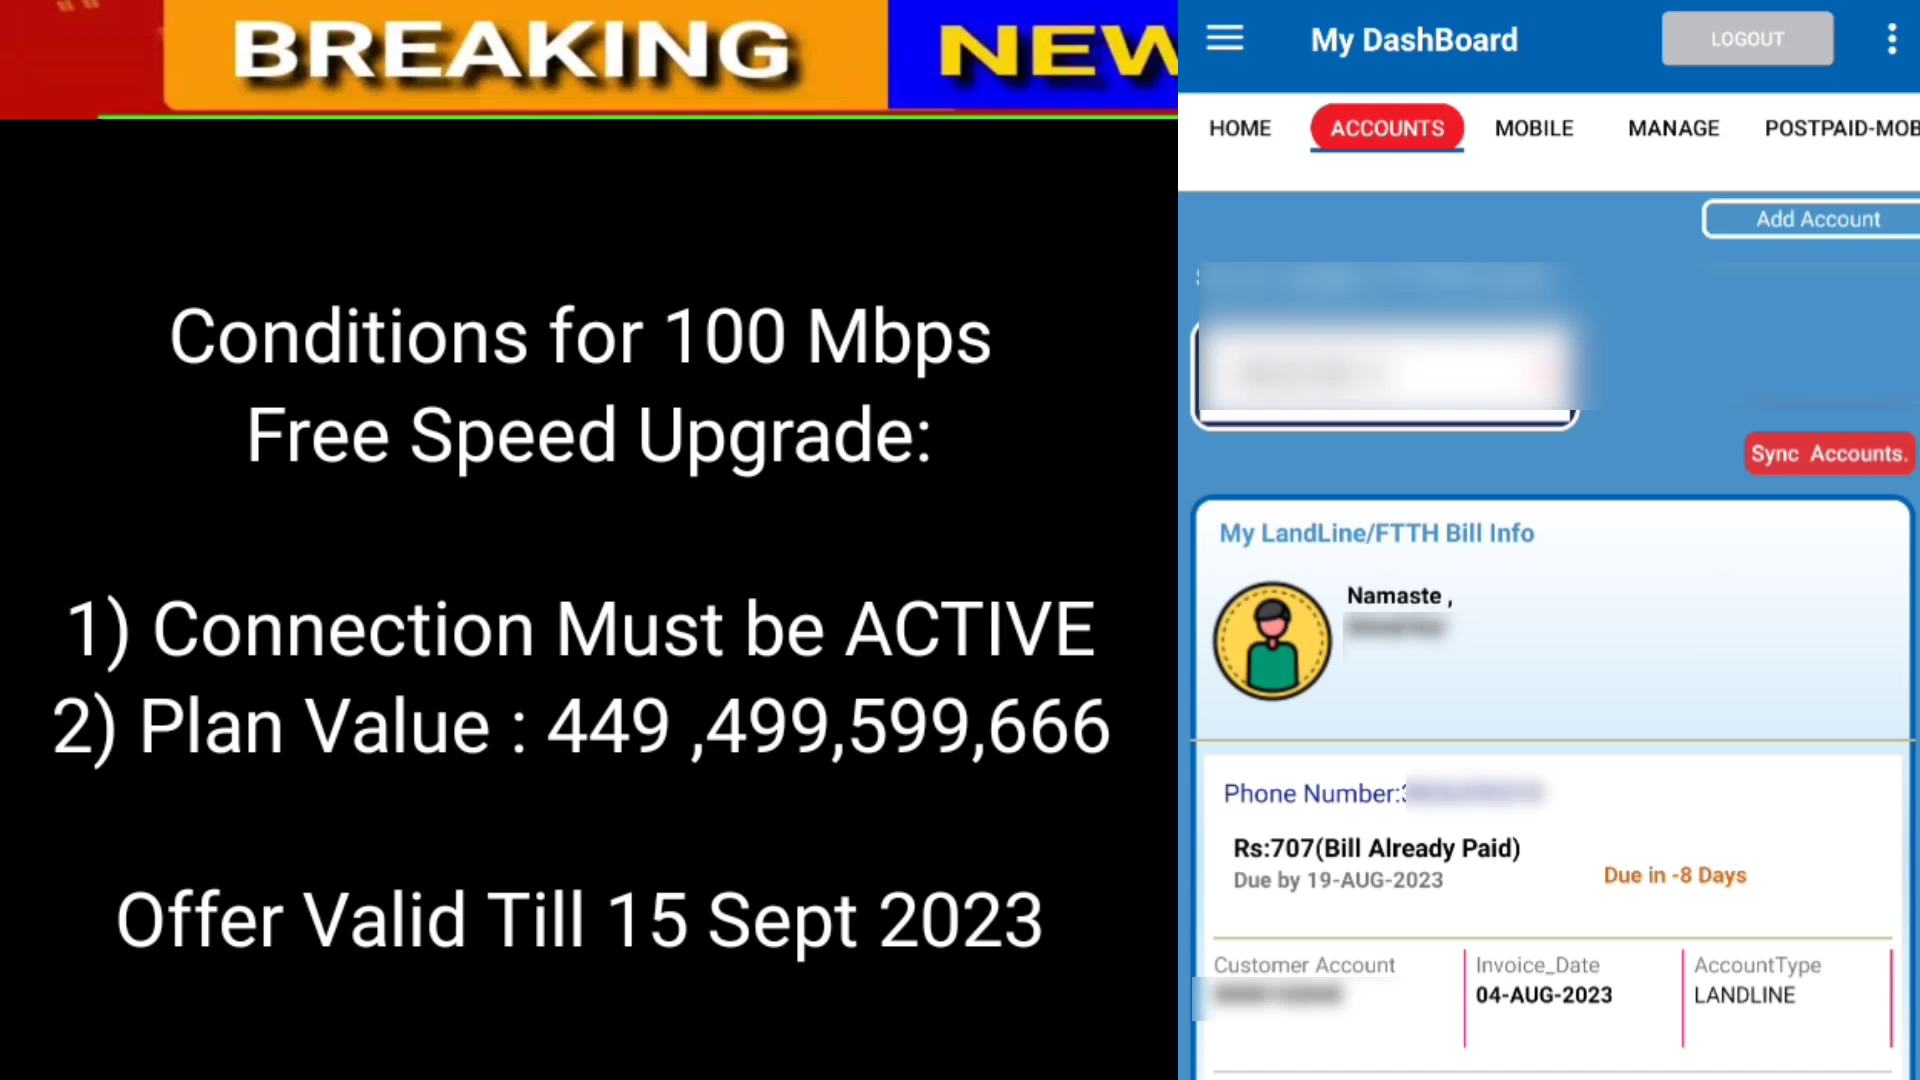 BREAKING NEW
Conditions for 100 Mbps
Free Speed Upgrade:
1) Connection Must be ACTIVE
2) Plan Value : 449 ,499,599,666
Offer Valid Till 15 Sept 2023
My DashBoard
LOGOUT
HOME ACCOUNTS MOBILE MANAGE POSTPAID-MOB
Add Account
Sync Accounts.
My LandLine/FTTH Bill Info
Namaste ,
Phone Number:
Rs:707(Bill Already Paid)
Due by 19-AUG-2023
Due in -8 Days
Customer Account Invoice_Date AccountType
04-AUG-2023 LANDLINE